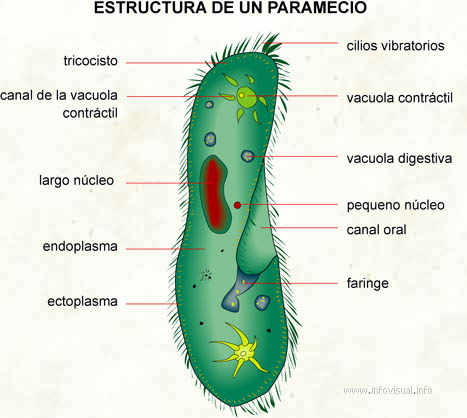 ESTRUCTURA DE UN PARAMECIO
cilios vibratorios
tricocisto
canal de la vacuola
contráctil
vacuola contráctil
vacuola digestiva
largo núcleo
pequeno núcleo
canal oral
endoplasma
faringe
ectoplasma
www.infovisual.info